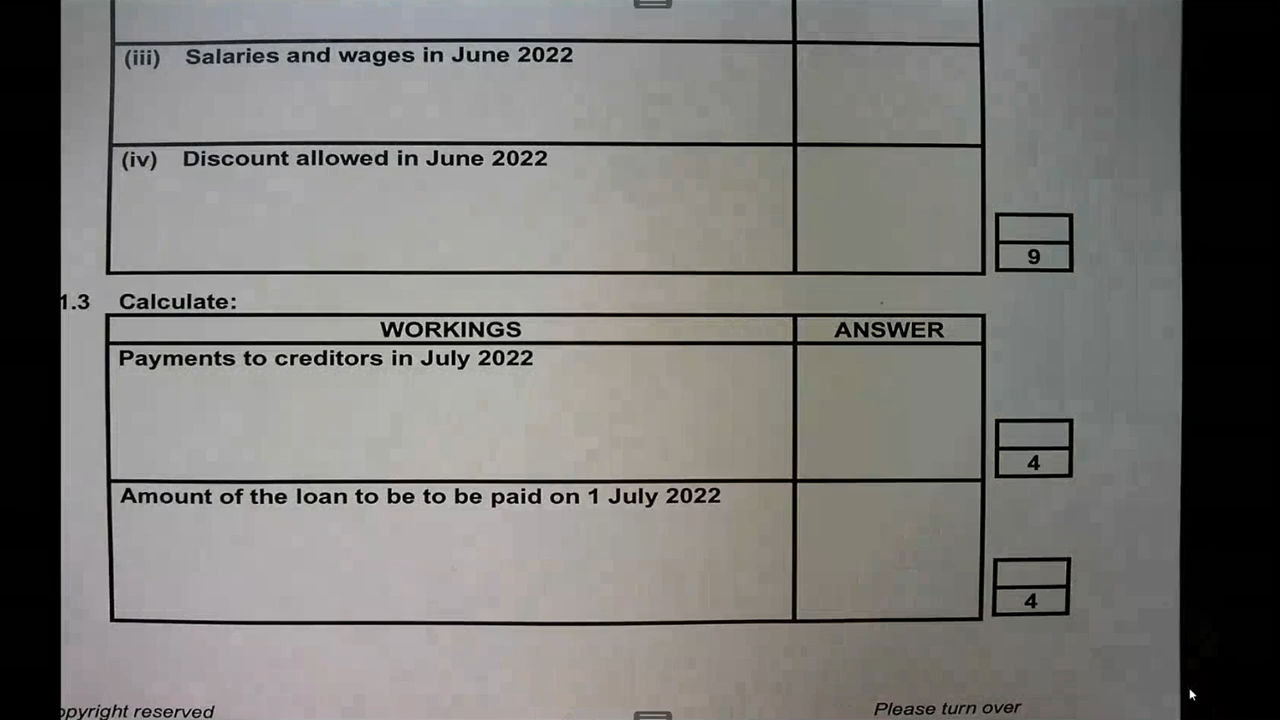 (iii) Salaries and wages in June 2022
(iv) Discount allowed in June 2022
9
1.3 Calculate:
WORKINGS ANSWER
Payments to creditors in July 2022
4
Amount of the loan to be to be paid on 1 July 2022
4
opyright reserved Please turn over